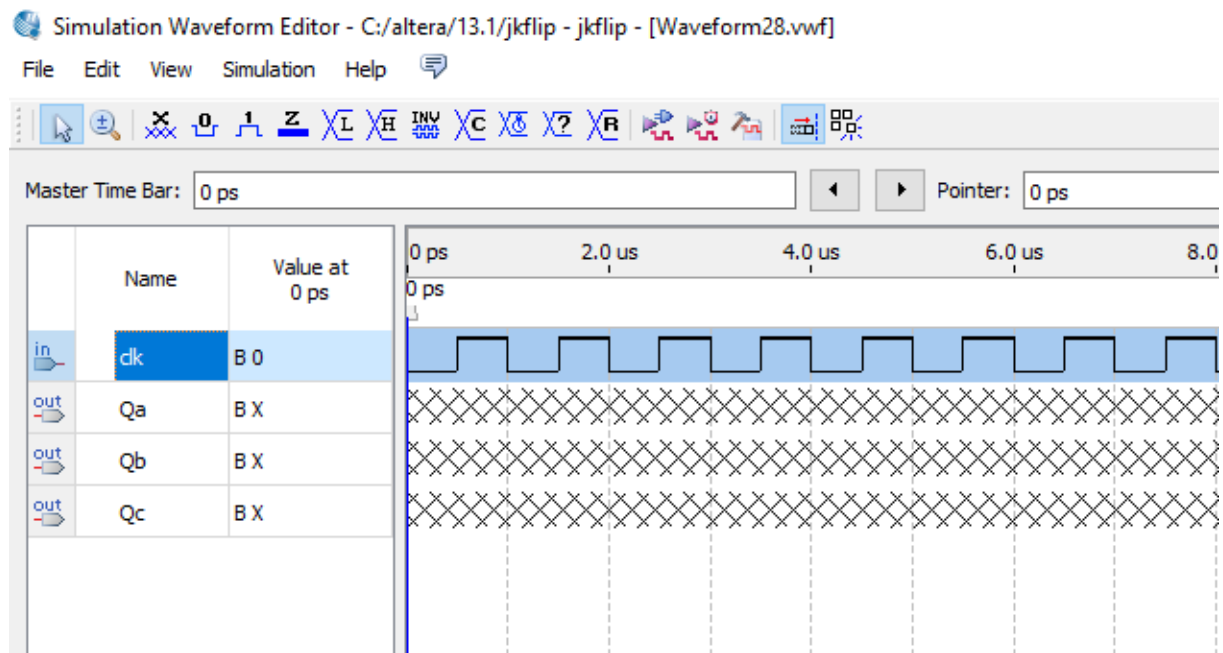 Simulation Waveform Editor - C:/altera/13.1/jkflip - jkflip - [Waveform28.vwf]
File Edit View Simulation Help
X 0 1 Z L H INV C ? R
Master Time Bar: 0 ps Pointer: 0 ps
Name Value at 0 ps
0 ps 2.0 us 4.0 us 6.0 us 8.0
0 ps
in clk B 0
out Qa B X
out Qb B X
out Qc B X